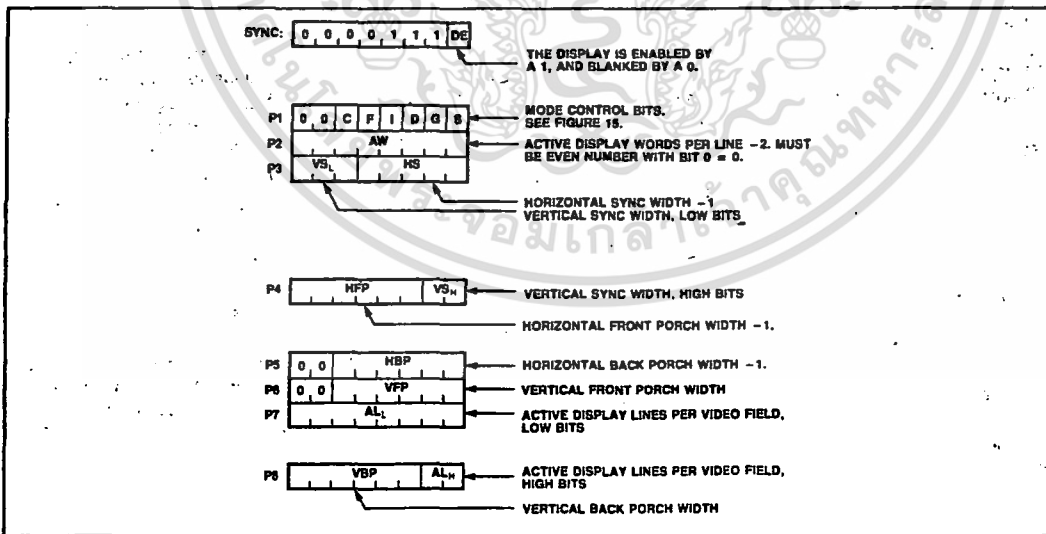 SYNC: 0 0 0 0 1 1 1 DE
THE DISPLAY IS ENABLED BY
A 1, AND BLANKED BY A 0.
P1 0 0 C F I D G S
MODE CONTROL BITS.
SEE FIGURE 15.
P2 AW
ACTIVE DISPLAY WORDS PER LINE -2. MUST
BE EVEN NUMBER WITH BIT 0 = 0.
P3 VSL HS
HORIZONTAL SYNC WIDTH -1
VERTICAL SYNC WIDTH, LOW BITS
P4 HFP VSH
VERTICAL SYNC WIDTH, HIGH BITS
HORIZONTAL FRONT PORCH WIDTH -1.
P5 0 0 HBP
HORIZONTAL BACK PORCH WIDTH -1.
P6 0 0 VFP
VERTICAL FRONT PORCH WIDTH
P7 ALL
ACTIVE DISPLAY LINES PER VIDEO FIELD,
LOW BITS
P8 VBP ALH
ACTIVE DISPLAY LINES PER VIDEO FIELD,
HIGH BITS
VERTICAL BACK PORCH WIDTH